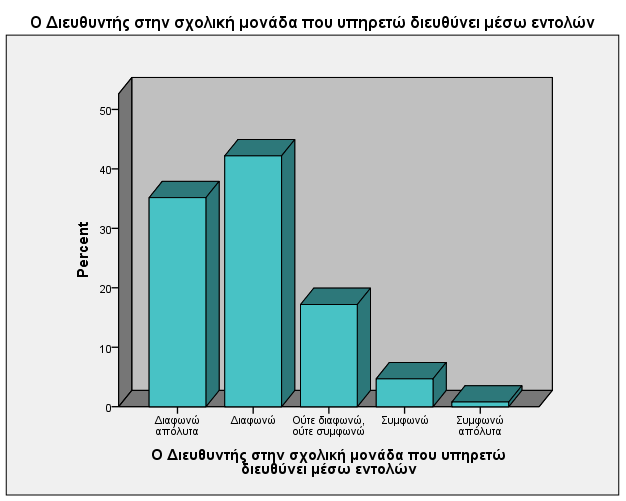 Ο Διευθυντής στην σχολική μονάδα που υπηρετώ διευθύνει μέσω εντολών
50
40
30
20
10
0
Percent
Διαφωνώ
απόλυτα
Διαφωνώ
Ούτε διαφωνώ,
ούτε συμφωνώ
Συμφωνώ
Συμφωνώ
απόλυτα
Ο Διευθυντής στην σχολική μονάδα που υπηρετώ
διευθύνει μέσω εντολών